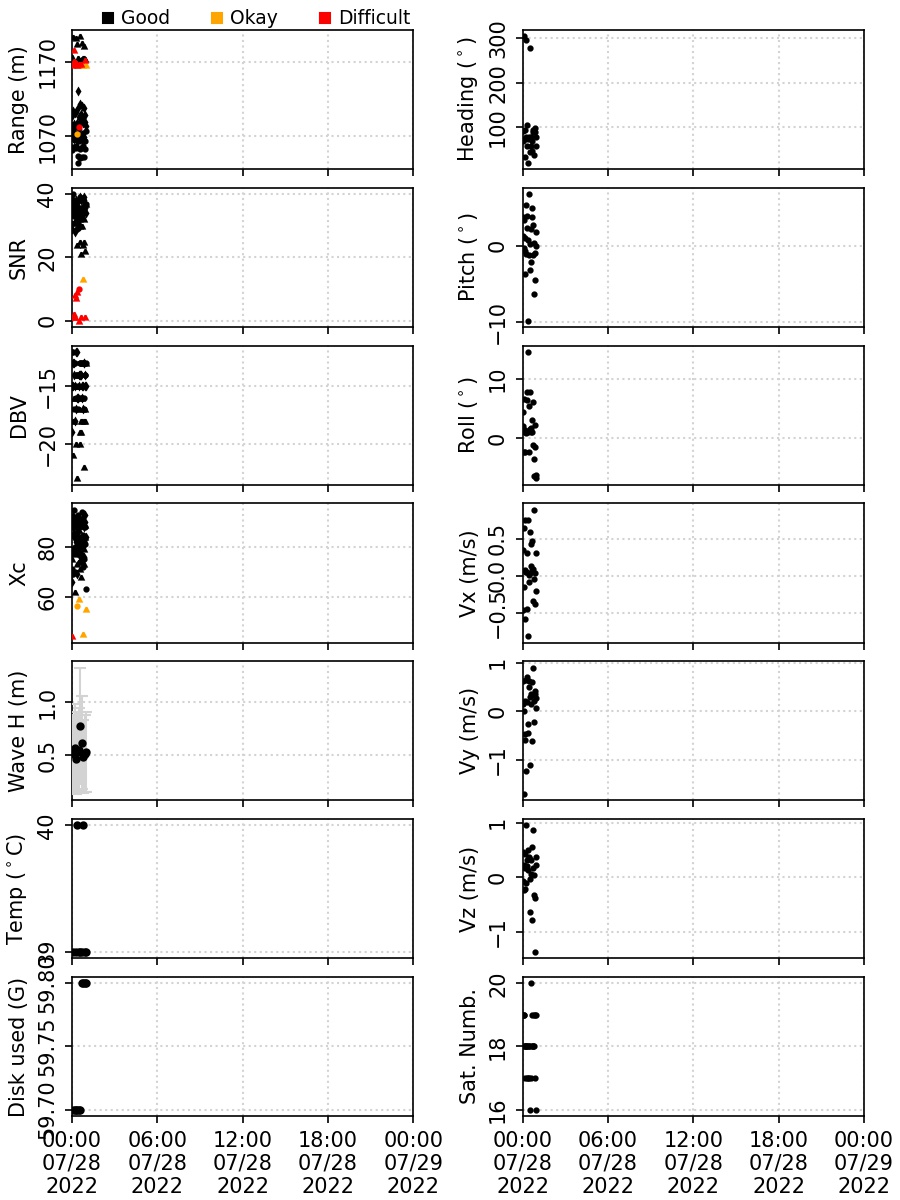 Good Okay Difficult
Range (m)
1170
1070
Heading (°)
300
200
100
SNR
40
20
0
Pitch (°)
0
−10
DBV
−15
−20
Roll (°)
10
0
Xc
80
60
Vx (m/s)
0.5
0.0
−0.5
Wave H (m)
1.0
0.5
Vy (m/s)
1
0
−1
Temp (°C)
40
39
Vz (m/s)
1
0
−1
Disk used (G)
59.80
59.75
59.70
Sat. Numb.
20
18
16
00:00 06:00 12:00 18:00 00:00
07/28 07/28 07/28 07/28 07/29
2022 2022 2022 2022 2022
00:00 06:00 12:00 18:00 00:00
07/28 07/28 07/28 07/28 07/29
2022 2022 2022 2022 2022